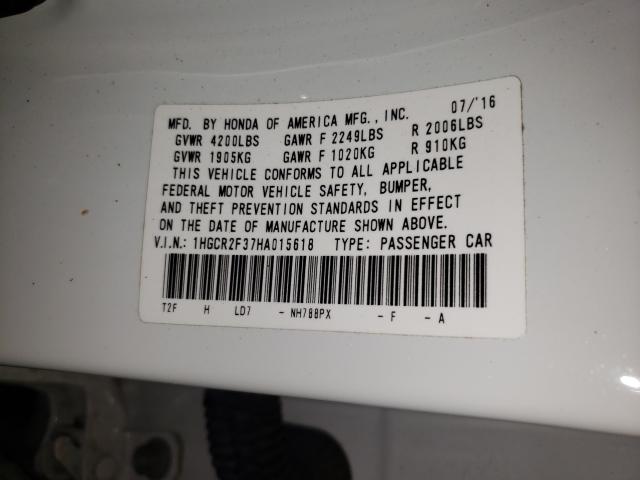 MFD. BY HONDA OF AMERICA MFG., INC. 07/'16
GVWR 4200LBS GAWR F 2249LBS R 2006LBS
GVWR 1905KG GAWR F 1020KG R 910KG
THIS VEHICLE CONFORMS TO ALL APPLICABLE
FEDERAL MOTOR VEHICLE SAFETY, BUMPER,
AND THEFT PREVENTION STANDARDS IN EFFECT
ON THE DATE OF MANUFACTURE SHOWN ABOVE.
V.I.N.: 1HGCR2F37HA015618 TYPE: PASSENGER CAR
T2F H LD7 - NH788PX - F - A